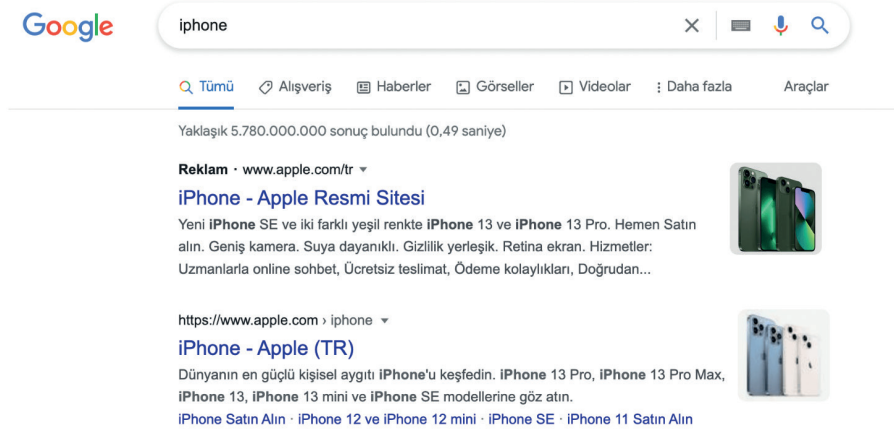 Google
iphone
Tümü Alışveriş Haberler Görseller Videolar Daha fazla Araçlar
Yaklaşık 5.780.000.000 sonuç bulundu (0,49 saniye)
Reklam · www.apple.com/tr
iPhone - Apple Resmi Sitesi
Yeni iPhone SE ve iki farklı yeşil renkte iPhone 13 ve iPhone 13 Pro. Hemen Satın
alın. Geniş kamera. Suya dayanıklı. Gizlilik yerleşik. Retina ekran. Hizmetler:
Uzmanlarla online sohbet, Ücretsiz teslimat, Ödeme kolaylıkları, Doğrudan...
https://www.apple.com › iphone
iPhone - Apple (TR)
Dünyanın en güçlü kişisel aygıtı iPhone'u keşfedin. iPhone 13 Pro, iPhone 13 Pro Max,
iPhone 13, iPhone 13 mini ve iPhone SE modellerine göz atın.
iPhone Satın Alın · iPhone 12 ve iPhone 12 mini · iPhone SE · iPhone 11 Satın Alın